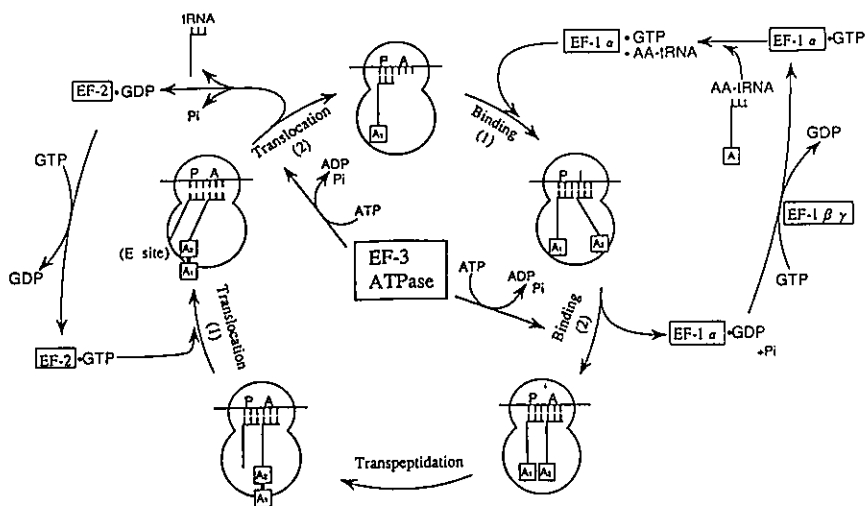 tRNA
EF-2 •GDP
Pi
GTP
GDP
EF-2 •GTP
P A
A₁
Translocation
(2)
ADP
Pi
ATP
EF-3
ATPase
ATP
ADP
Pi
Binding
(1)
EF-1 α •GTP
•AA-tRNA
EF-1 α •GTP
AA-tRNA
A
GDP
EF-1 β γ
GTP
P
A₁
A₂
Binding
(2)
EF-1 α •GDP
+Pi
P A
A₁ A₂
Transpeptidation
P A
A₂
A₁
Translocation
(1)
P A
(E site)
A₂
A₁